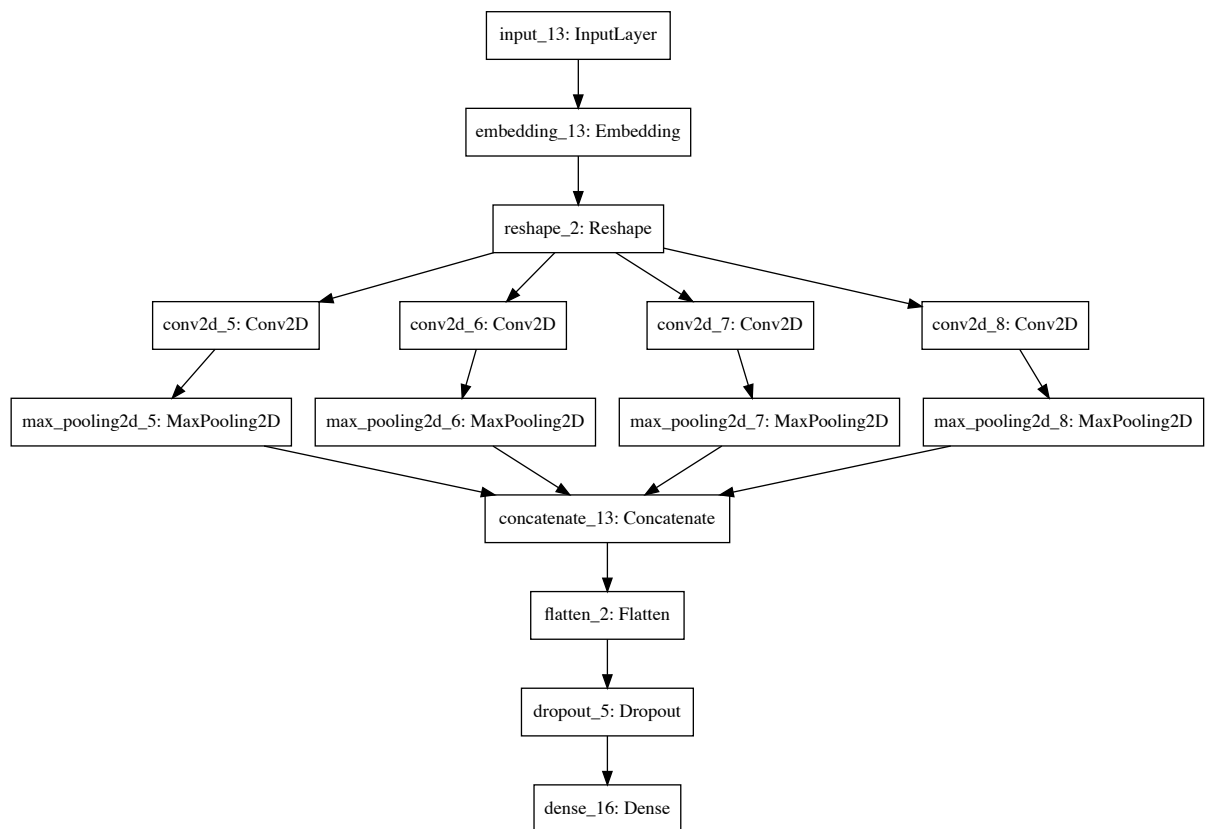 input_13: InputLayer
embedding_13: Embedding
reshape_2: Reshape
conv2d_5: Conv2D
conv2d_6: Conv2D
conv2d_7: Conv2D
conv2d_8: Conv2D
max_pooling2d_5: MaxPooling2D
max_pooling2d_6: MaxPooling2D
max_pooling2d_7: MaxPooling2D
max_pooling2d_8: MaxPooling2D
concatenate_13: Concatenate
flatten_2: Flatten
dropout_5: Dropout
dense_16: Dense